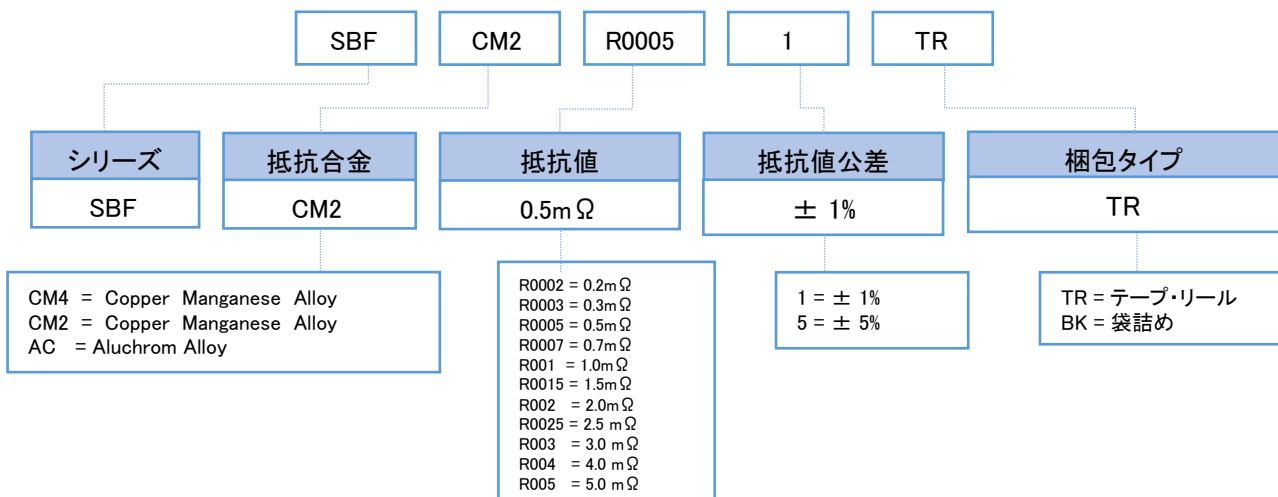 SBF CM2 R0005 1 TR
シリーズ 抵抗合金 抵抗値 抵抗値公差 梱包タイプ
SBF CM2 0.5mΩ ± 1% TR
CM4 = Copper Manganese Alloy
CM2 = Copper Manganese Alloy
AC = Aluchrom Alloy
R0002 = 0.2mΩ
R0003 = 0.3mΩ
R0005 = 0.5mΩ
R0007 = 0.7mΩ
R001 = 1.0mΩ
R0015 = 1.5mΩ
R002 = 2.0mΩ
R0025 = 2.5 mΩ
R003 = 3.0 mΩ
R004 = 4.0 mΩ
R005 = 5.0 mΩ
1 = ± 1%
5 = ± 5%
TR = テープ・リール
BK = 袋詰め